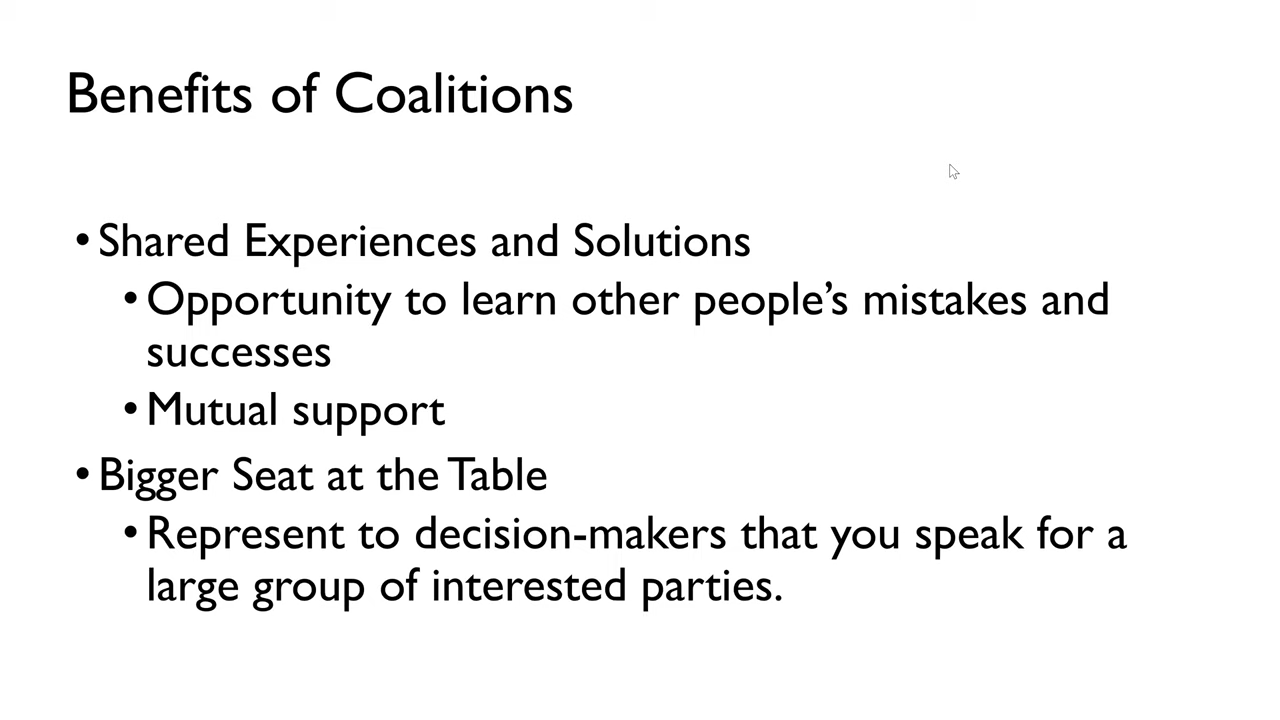 Benefits of Coalitions
• Shared Experiences and Solutions
• Opportunity to learn other people’s mistakes and
successes
• Mutual support
• Bigger Seat at the Table
• Represent to decision-makers that you speak for a
large group of interested parties.